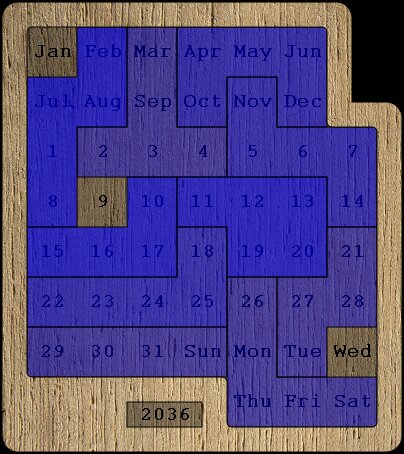 Jan Feb Mar Apr May Jun
Jul Aug Sep Oct Nov Dec
1 2 3 4 5 6 7
8 9 10 11 12 13 14
15 16 17 18 19 20 21
22 23 24 25 26 27 28
29 30 31 Sun Mon Tue Wed
Thu Fri Sat
2036